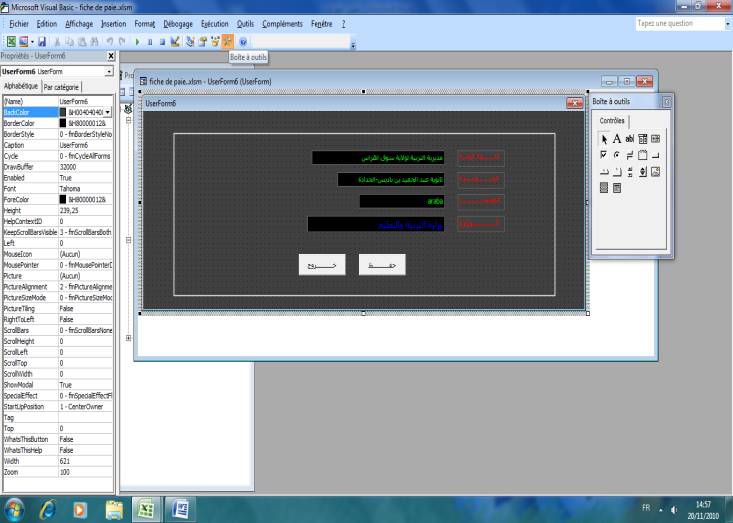 Microsoft Visual Basic - fiche de paie.xlsm
Fichier Edition Affichage Insertion Format Débogage Exécution Outils Compléments Fenêtre ?
Tapez une question
Boîte à outils
Propriétés - UserForm6
UserForm6 UserForm
Alphabétique Par catégorie
(Name) UserForm6
BackColor &H00404040&
BorderColor &H80000012&
BorderStyle 0 - fmBorderStyleNo
Caption UserForm6
Cycle 0 - fmCycleAllForms
DrawBuffer 32000
Enabled True
Font Tahoma
ForeColor &H80000012&
Height 239,25
HelpContextID 0
KeepScrollBarsVisible 3 - fmScrollBarsBoth
Left 0
MouseIcon (Aucun)
MousePointer 0 - fmMousePointerD
Picture (Aucun)
PictureAlignment 2 - fmPictureAlignme
PictureSizeMode 0 - fmPictureSizeMod
PictureTiling False
RightToLeft False
ScrollBars 0 - fmScrollBarsNone
ScrollHeight 0
ScrollLeft 0
ScrollTop 0
ScrollWidth 0
ShowModal True
SpecialEffect 0 - fmSpecialEffectFl
StartUpPosition 1 - CenterOwner
Tag
Top 0
WhatsThisButton False
WhatsThisHelp False
Width 621
Zoom 100
Pro
fiche de paie.xlsm - UserForm6 (UserForm)
UserForm6
مديرية التربية لولاية سوق اهراس
ثانوية عبد الحميد بن باديس-الحدادة
araba
وزارة التربية والتعليم
خـــــروج
حفـــــظ
Boîte à outils
Contrôles
FR
14:57
20/11/2010